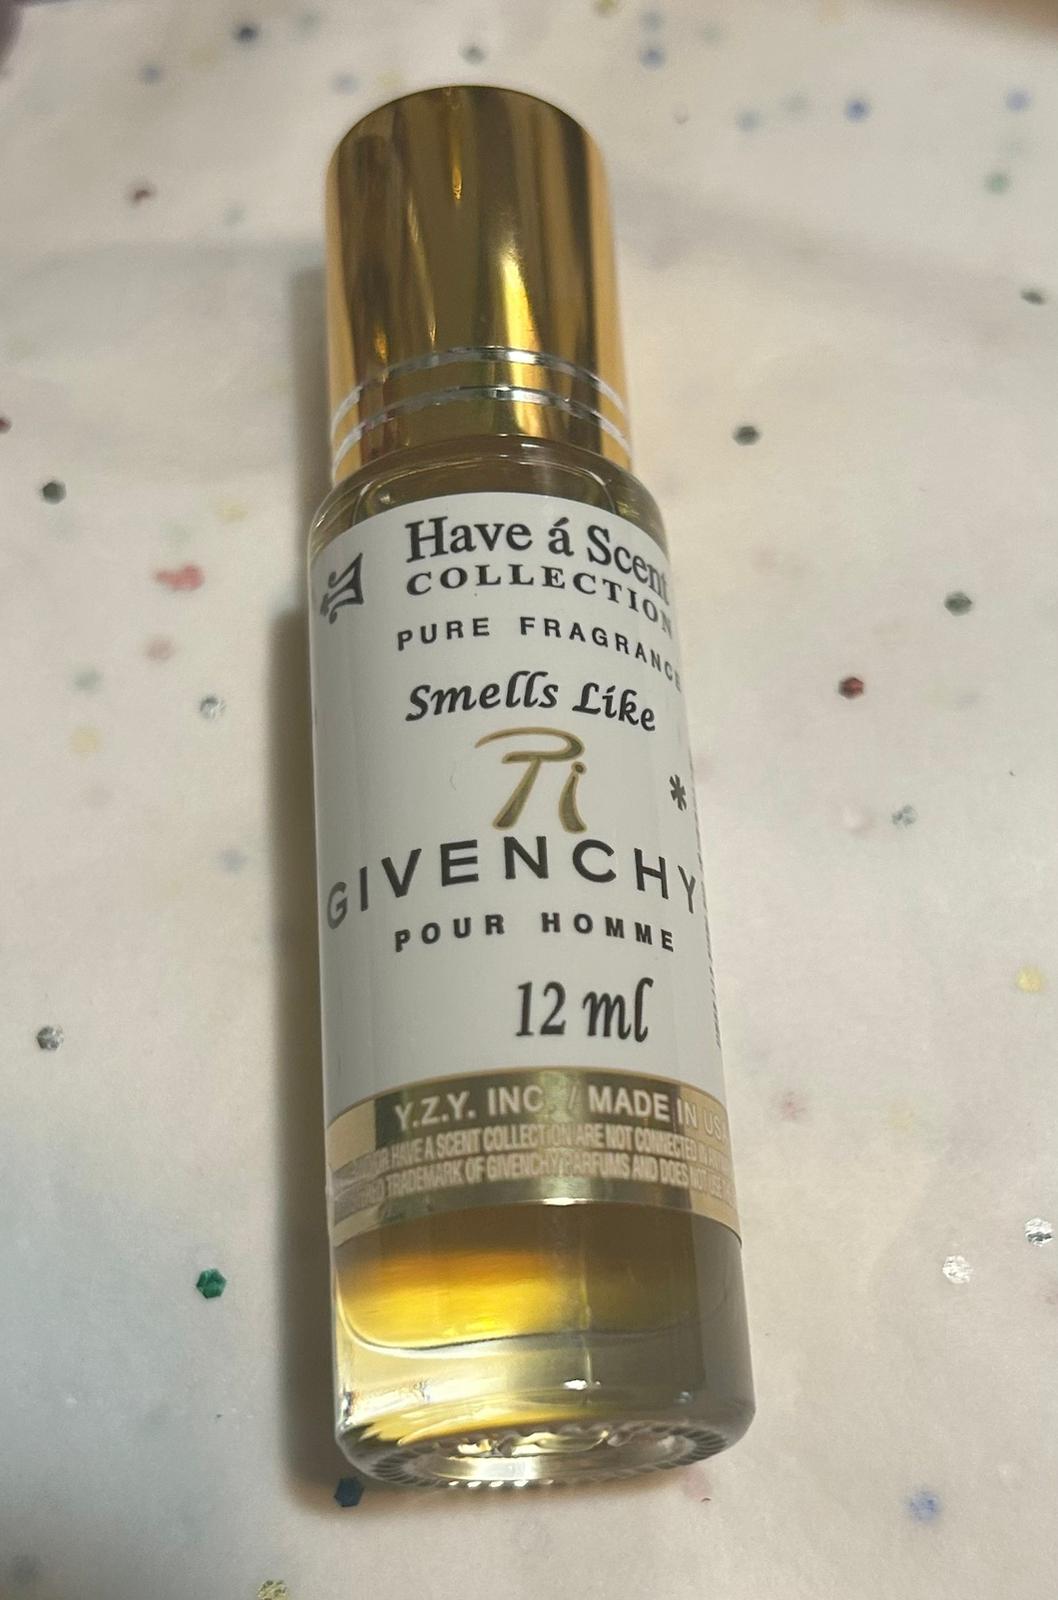 Have á Scent
COLLECTION
PURE FRAGRANCE
Smells Like
Pi
*
GIVENCHY
POUR HOMME
12 ml
Y.Z.Y. INC. / MADE IN USA
HAVE A SCENT COLLECTION ARE NOT CONNECTED IN
TRADEMARK OF GIVENCHY PARFUMS AND DOES NOT USE